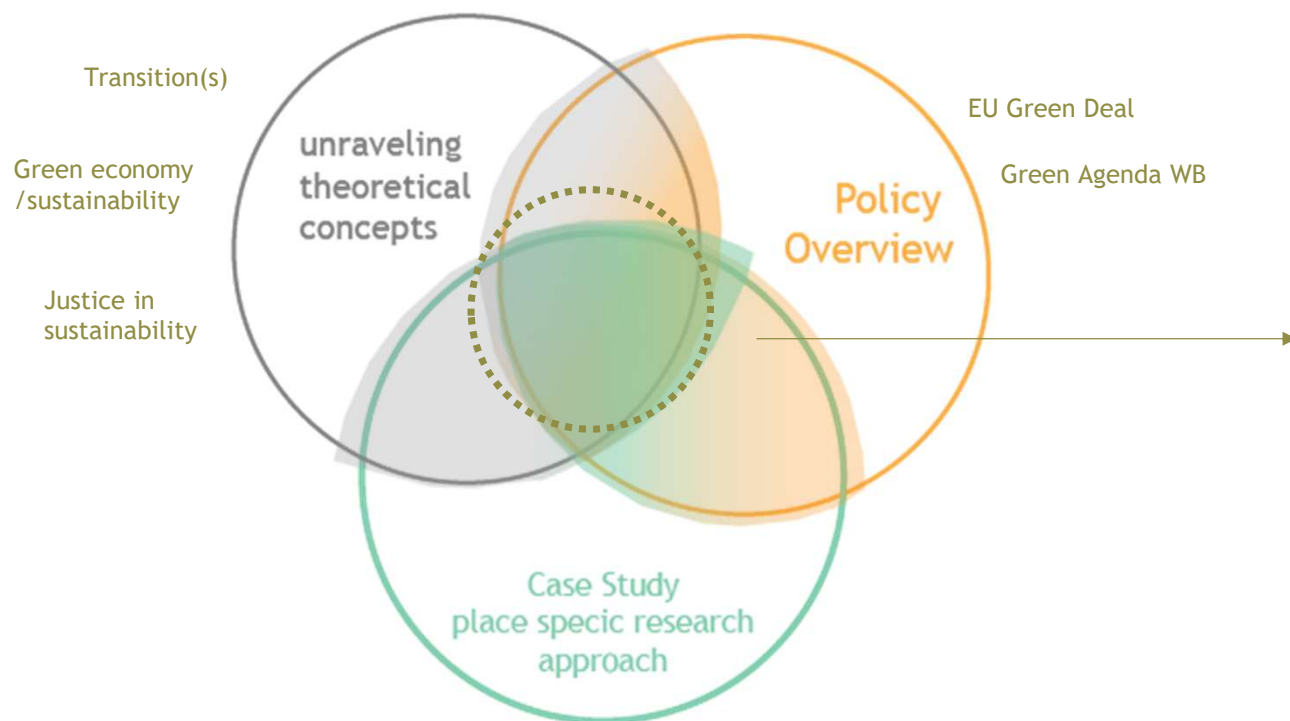 Transition(s)
Green economy
/sustainability
Justice in
sustainability
unraveling
theoretical
concepts
EU Green Deal
Green Agenda WB
Policy
Overview
Case Study
place specic research
approach